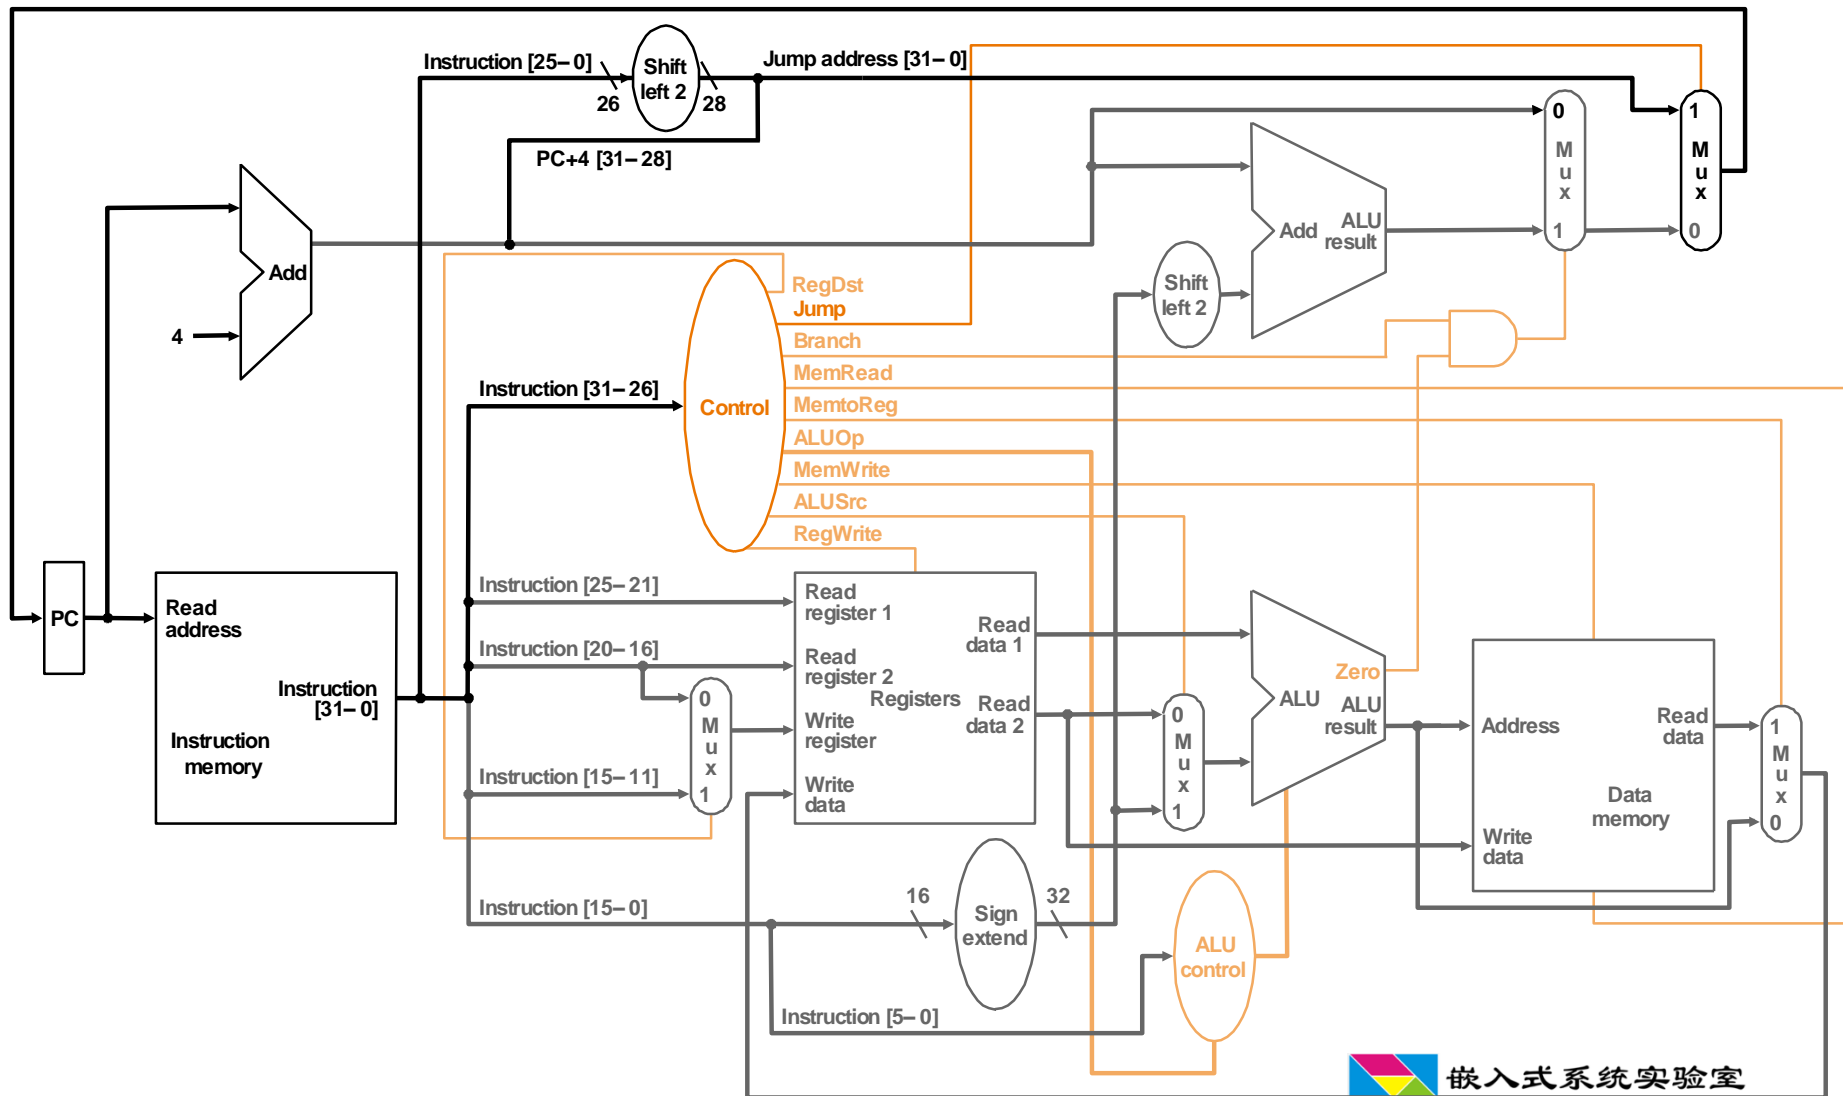 Instruction [25–0]
26
Shift
left 2
28
Jump address [31–0]
PC+4 [31–28]
Add
4
0
M
u
x
1
1
M
u
x
0
Add
ALU
result
Shift
left 2
RegDst
Jump
Branch
MemRead
MemtoReg
ALUOp
MemWrite
ALUSrc
RegWrite
Control
Instruction [31–26]
PC
Read
address
Instruction
[31–0]
Instruction
memory
Instruction [25–21]
Instruction [20–16]
0
M
u
x
1
Instruction [15–11]
Instruction [15–0]
Read
register 1
Read
register 2
Registers
Write
register
Write
data
Read
data 1
Read
data 2
0
M
u
x
1
Zero
ALU
ALU
result
Address
Read
data
Data
memory
Write
data
1
M
u
x
0
16
Sign
extend
32
ALU
control
Instruction [5–0]
嵌入式系统实验室